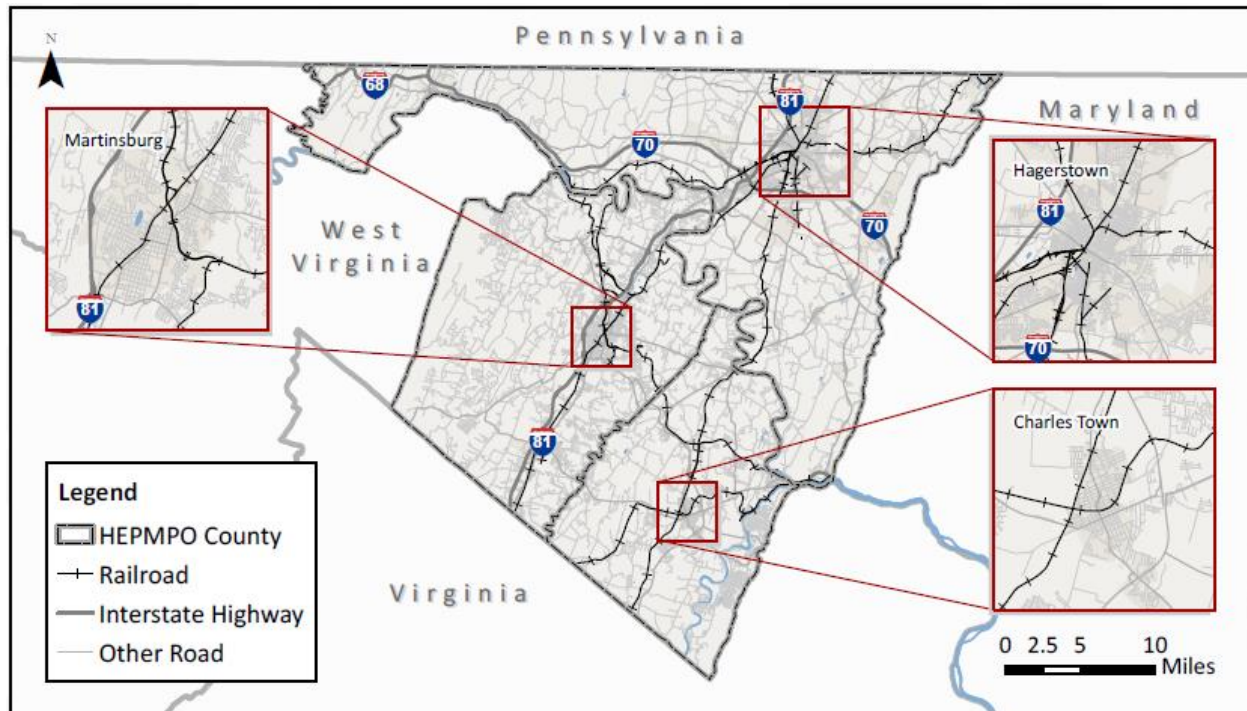 Pennsylvania
N
68
81
Maryland
Martinsburg
70
Hagerstown
81
West
Virginia
70
81
81
70
Charles Town
Legend
HEPMPO County
Railroad
Interstate Highway
Other Road
Virginia
0 2.5 5 10
Miles